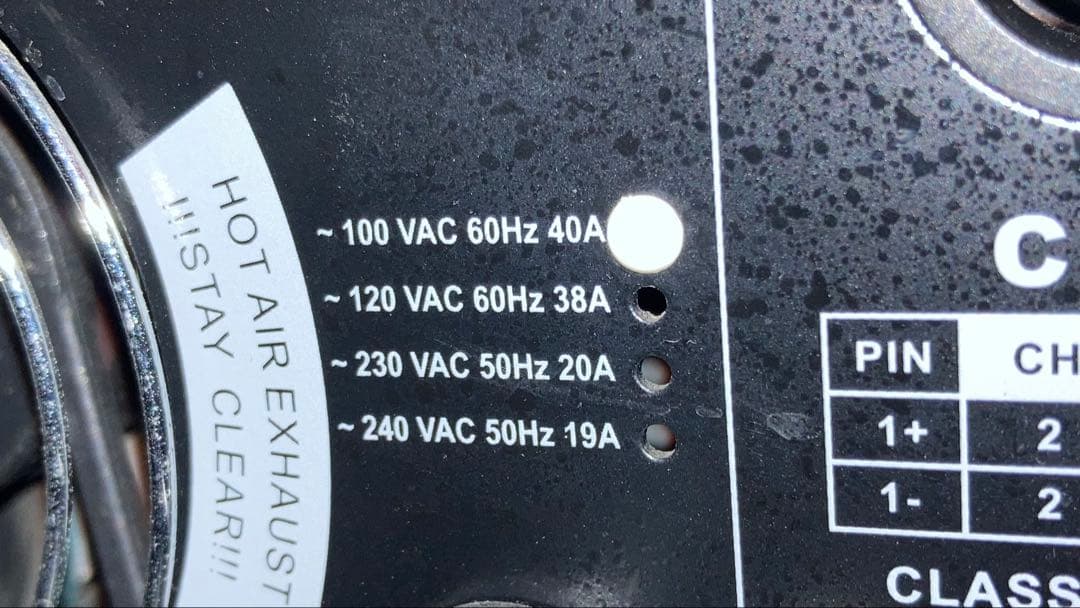 HOT AIR EXHAUST
!!!STAY CLEAR!!!
~ 100 VAC 60Hz 40A
~ 120 VAC 60Hz 38A
~ 230 VAC 50Hz 20A
~ 240 VAC 50Hz 19A
C
PIN CH
1+ 2
1- 2
CLASS